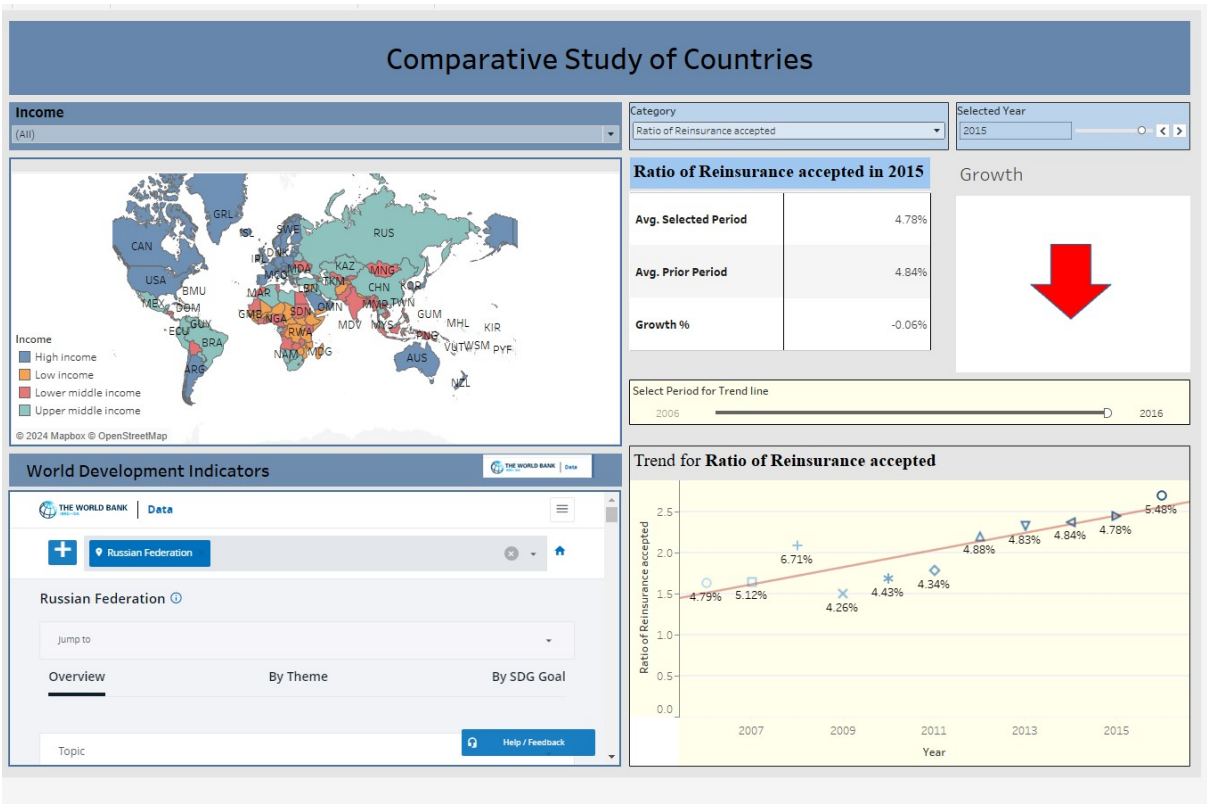 Comparative Study of Countries
Income
(All)
Category
Ratio of Reinsurance accepted
Selected Year
2015
GRL
ISL
SWE
RUS
CAN
IRL
DNK
USA
MCO
MDA
KAZ
MNG
BMU
MAR
LBN
TKM
CHN
KOR
MEX
DOM
GMB
NGA
SDN
OMN
MMR
TWN
GUM
ECU
GUY
RWA
MDV
MYS
MHL
KIR
BRA
PNG
NAM
MDG
VUT
WSM
PYF
ARG
AUS
NZL
Income
High income
Low income
Lower middle income
Upper middle income
© 2024 Mapbox © OpenStreetMap
Ratio of Reinsurance accepted in 2015
Avg. Selected Period 4.78%
Avg. Prior Period 4.84%
Growth % -0.06%
Growth
Select Period for Trend line
2006 2016
World Development Indicators
THE WORLD BANK Data
THE WORLD BANK Data
IBRD • IDA
Russian Federation
Russian Federation
Jump to
Overview By Theme By SDG Goal
Topic
Help / Feedback
Trend for Ratio of Reinsurance accepted
Ratio of Reinsurance accepted
2.5
2.0
1.5
1.0
0.5
0.0
4.79% 5.12% 6.71% 4.26% 4.43% 4.34% 4.88% 4.83% 4.84% 4.78% 5.48%
2007 2009 2011 2013 2015
Year